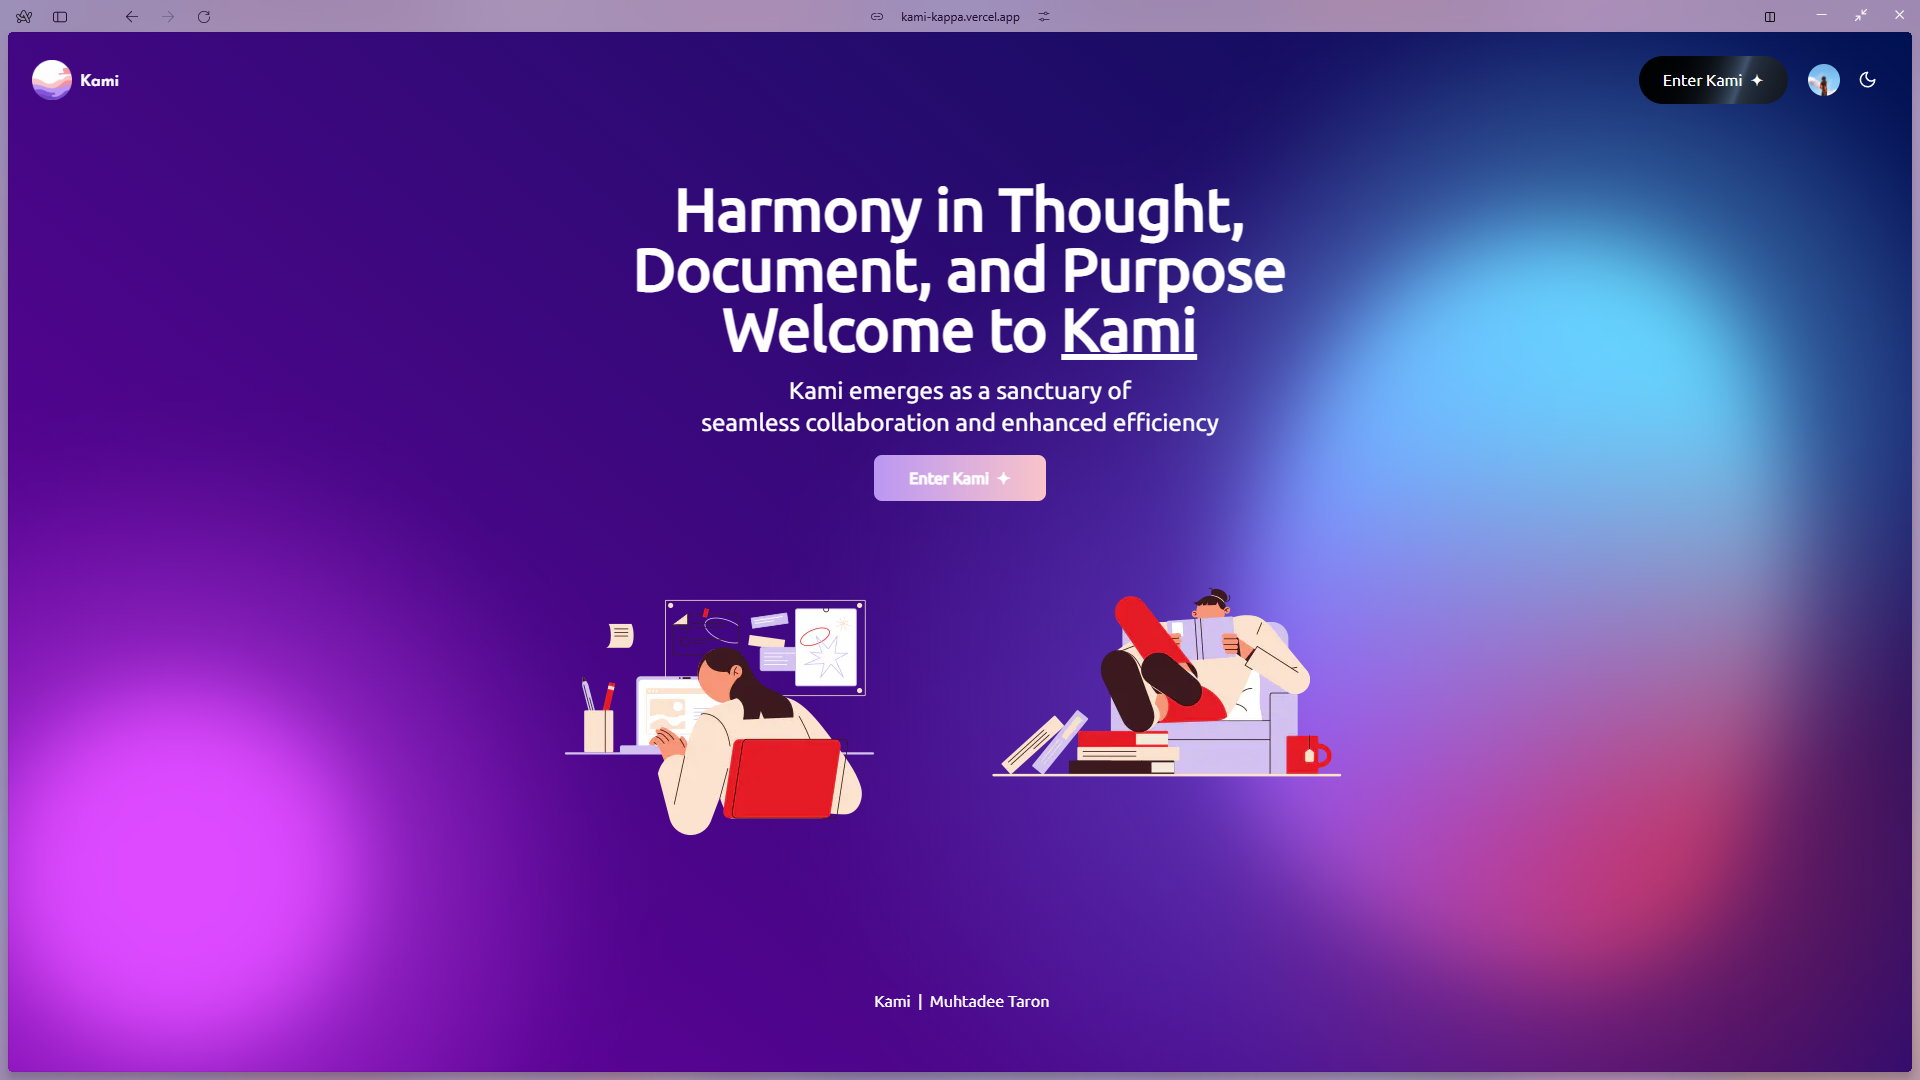 kami-kappa.vercel.app
Kami
Enter Kami
Harmony in Thought,
Document, and Purpose
Welcome to Kami
Kami emerges as a sanctuary of
seamless collaboration and enhanced efficiency
Enter Kami
Kami | Muhtadee Taron